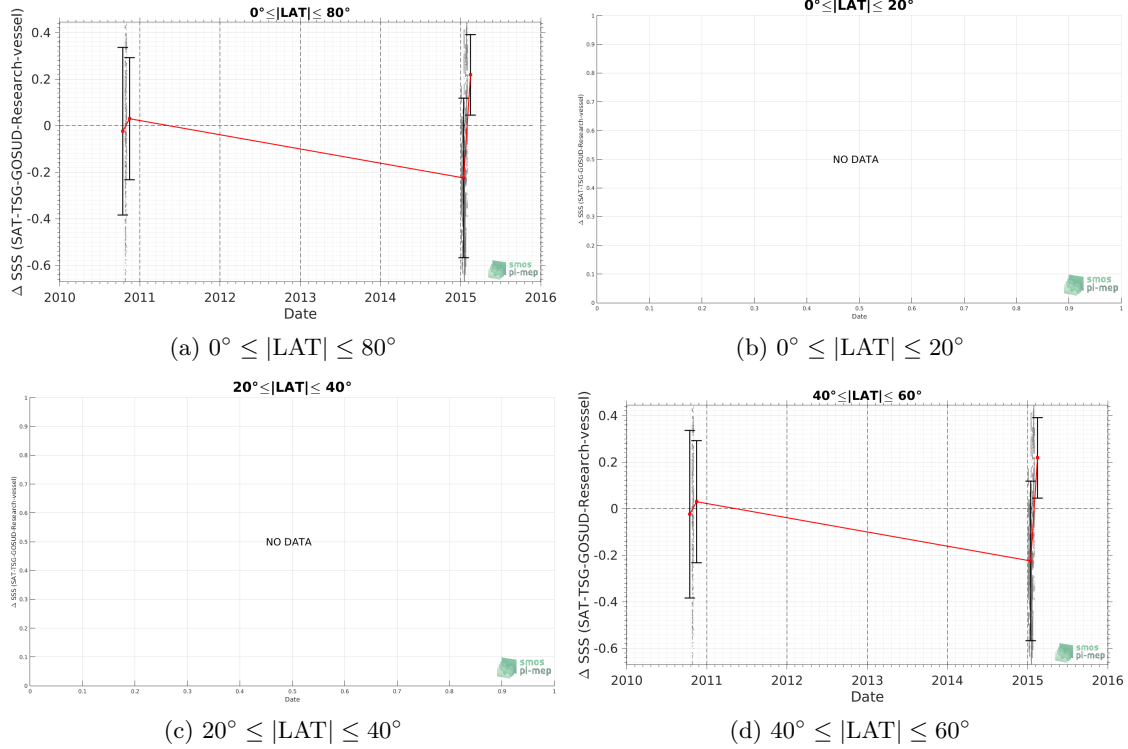 0°≤|LAT|≤ 80°
Δ SSS (SAT-TSG-GOSUD-Research-vessel)
0.4
0.2
0
-0.2
-0.4
-0.6
2010 2011 2012 2013 2014 2015 2016
Date
smos
pi-mep
(a) 0° ≤ |LAT| ≤ 80°
0°≤|LAT|≤ 20°
Δ SSS (SAT-TSG-GOSUD-Research-vessel)
1
0.9
0.8
0.7
0.6
0.5
0.4
0.3
0.2
0.1
0
NO DATA
0 0.1 0.2 0.3 0.4 0.5 0.6 0.7 0.8 0.9 1
Date
smos
pi-mep
(b) 0° ≤ |LAT| ≤ 20°
20°≤|LAT|≤ 40°
Δ SSS (SAT-TSG-GOSUD-Research-vessel)
1
0.9
0.8
0.7
0.6
0.5
0.4
0.3
0.2
0.1
0
NO DATA
0 0.1 0.2 0.3 0.4 0.5 0.6 0.7 0.8 0.9 1
Date
smos
pi-mep
(c) 20° ≤ |LAT| ≤ 40°
40°≤|LAT|≤ 60°
Δ SSS (SAT-TSG-GOSUD-Research-vessel)
0.4
0.2
0
-0.2
-0.4
-0.6
2010 2011 2012 2013 2014 2015 2016
Date
smos
pi-mep
(d) 40° ≤ |LAT| ≤ 60°